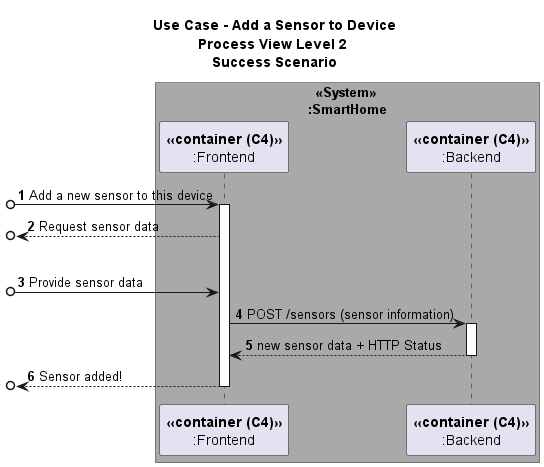 Use Case - Add a Sensor to Device
Process View Level 2
Success Scenario
«System»
:SmartHome
«container (C4)»
:Frontend
«container (C4)»
:Backend
1 Add a new sensor to this device
2 Request sensor data
3 Provide sensor data
4 POST /sensors (sensor information)
5 new sensor data + HTTP Status
6 Sensor added!
«container (C4)»
:Frontend
«container (C4)»
:Backend